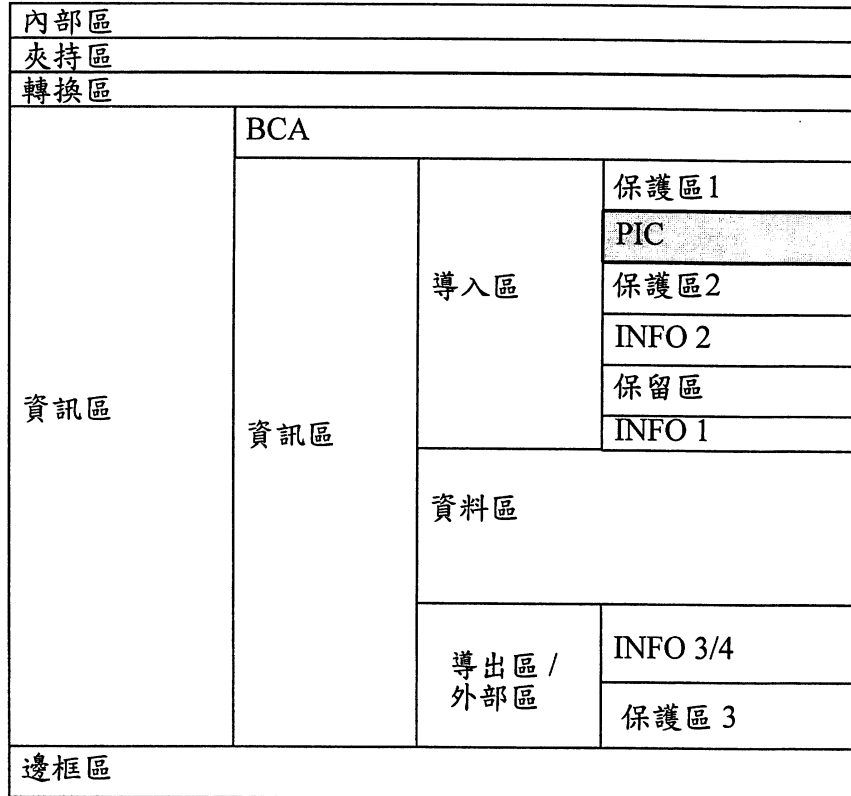 內部區
夾持區
轉換區
資訊區
BCA
資訊區
導入區
保護區1
PIC
保護區2
INFO 2
保留區
INFO 1
資料區
導出區 /
外部區
INFO 3/4
保護區 3
邊框區